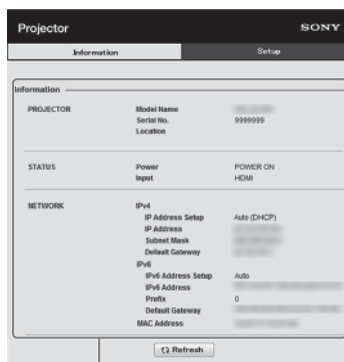 Projector SONY
Information Setup
Information
PROJECTOR Model Name
Serial No. 9999999
Location
STATUS Power POWER ON
Input HDMI
NETWORK IPv4
IP Address Setup Auto (DHCP)
IP Address
Subnet Mask
Default Gateway
IPv6
IPv6 Address Setup Auto
IPv6 Address
Prefix 0
Default Gateway
MAC Address
Refresh